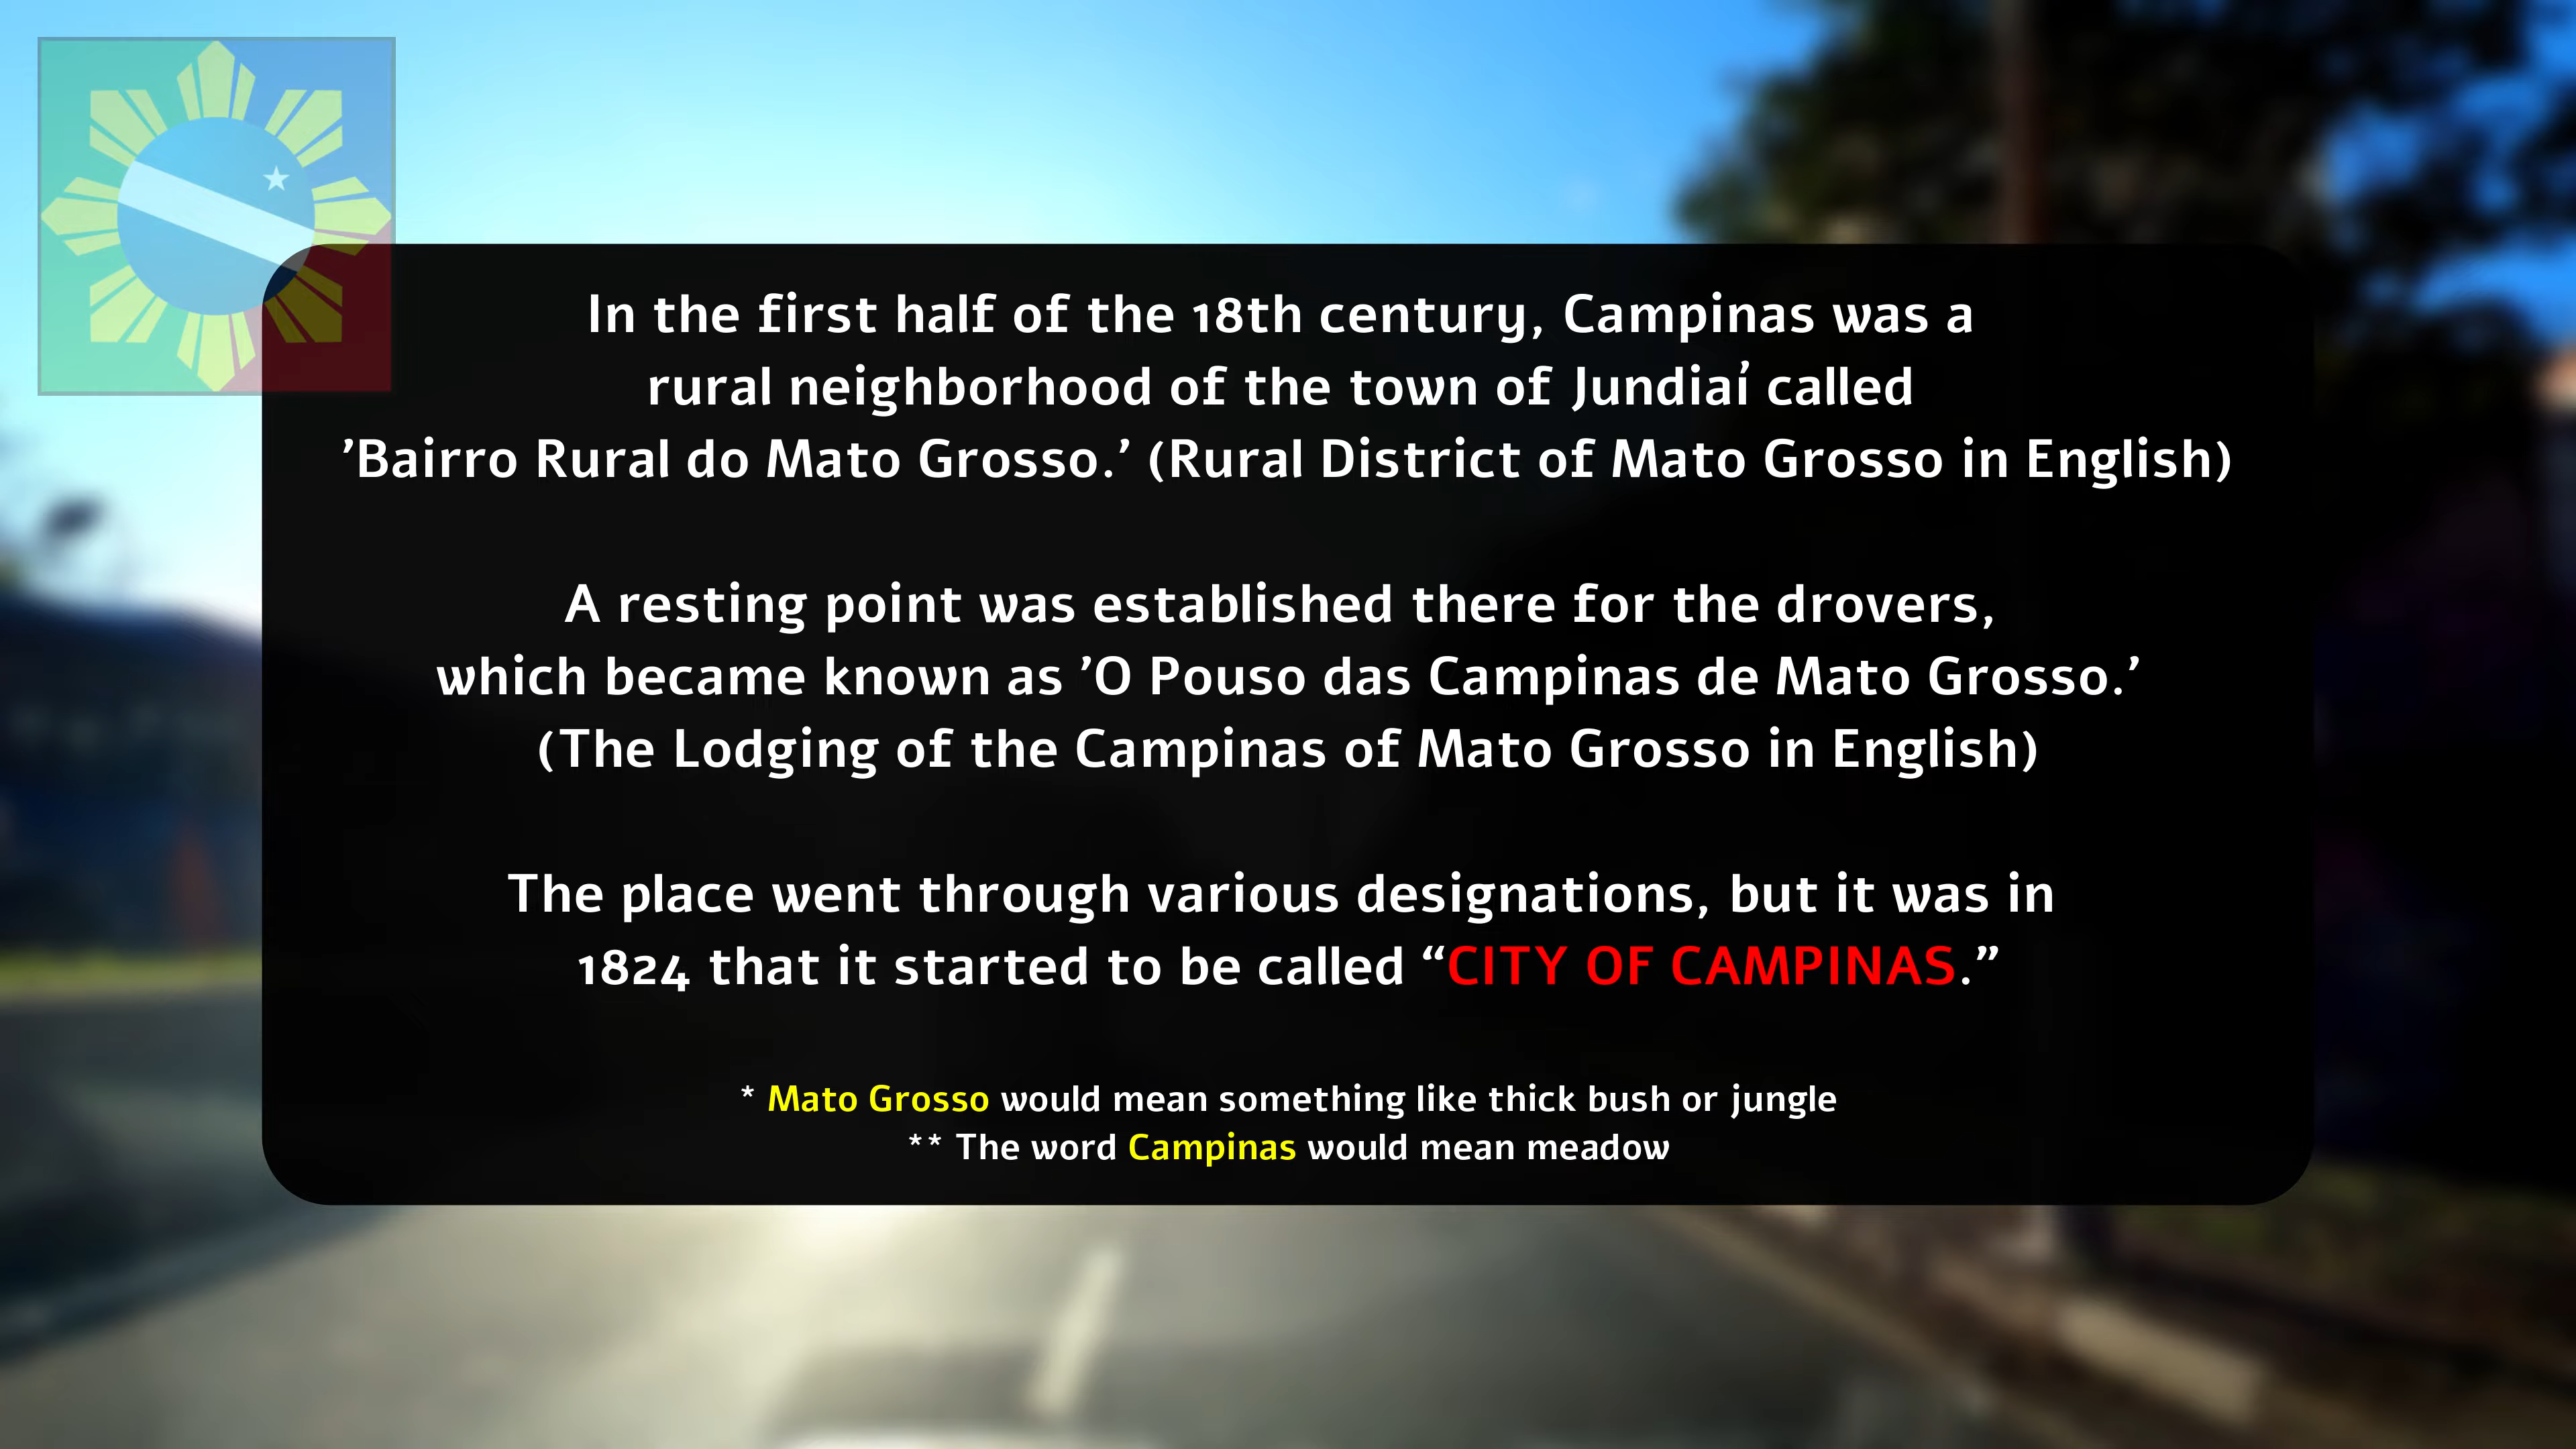 In the first half of the 18th century, Campinas was a
rural neighborhood of the town of Jundiaí called
’Bairro Rural do Mato Grosso.’ (Rural District of Mato Grosso in English)
A resting point was established there for the drovers,
which became known as ’O Pouso das Campinas de Mato Grosso.’
(The Lodging of the Campinas of Mato Grosso in English)
The place went through various designations, but it was in
1824 that it started to be called “CITY OF CAMPINAS.”
* Mato Grosso would mean something like thick bush or jungle
** The word Campinas would mean meadow